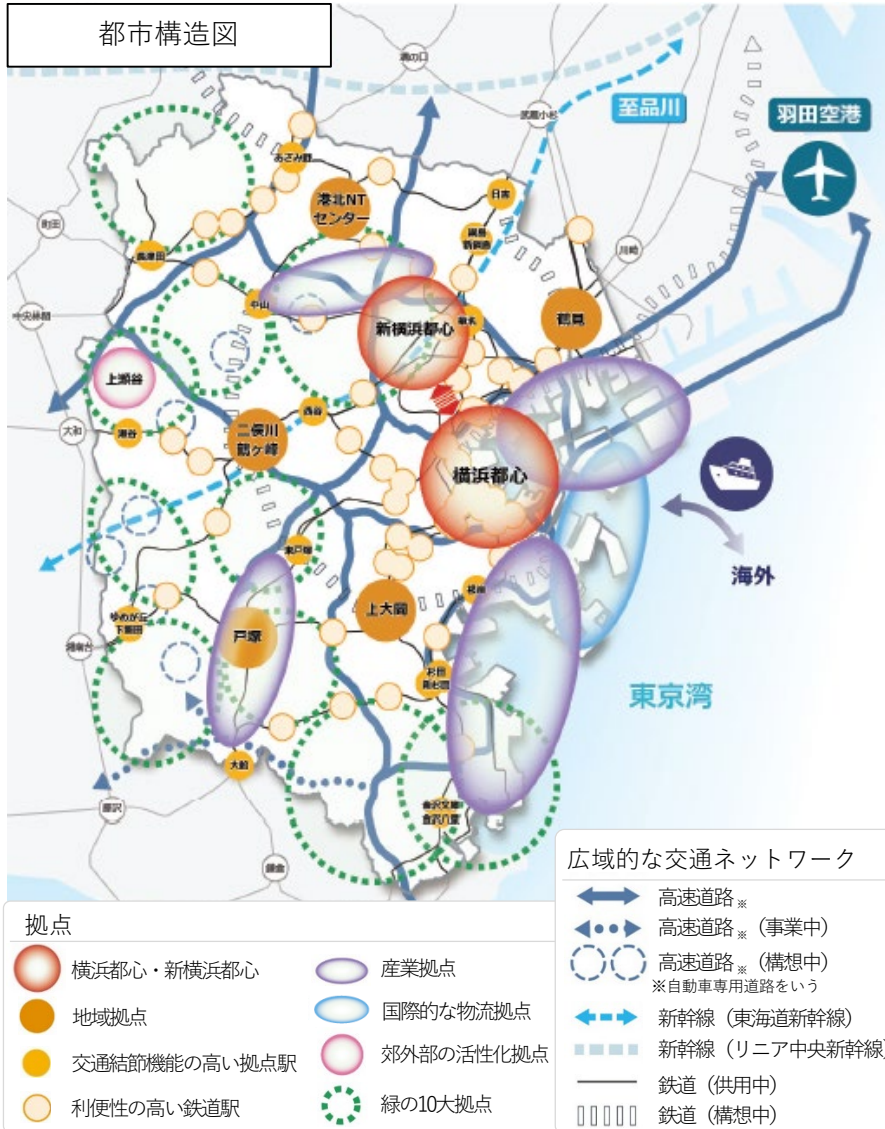 都市構造図
溝の口
武蔵小杉
至品川
羽田空港
あざみ野
日吉
港北NT
センター
綱島
新綱島
町田
長津田
川崎
中山
中央林間
新横浜都心
菊名
鶴見
上瀬谷
西谷
大和
瀬谷
二俣川
鶴ヶ峰
横浜都心
海外
東戸塚
上大岡
根岸
ゆめが丘
下飯田
戸塚
湘南台
杉田
新杉田
東京湾
大船
藤沢
金沢文庫
金沢八景
鎌倉
広域的な交通ネットワーク
高速道路※
高速道路※（事業中）
高速道路※（構想中）
※自動車専用道路をいう
新幹線（東海道新幹線）
新幹線（リニア中央新幹線）
鉄道（供用中）
鉄道（構想中）
拠点
横浜都心・新横浜都心
産業拠点
地域拠点
国際的な物流拠点
交通結節機能の高い拠点駅
郊外部の活性化拠点
利便性の高い鉄道駅
緑の10大拠点